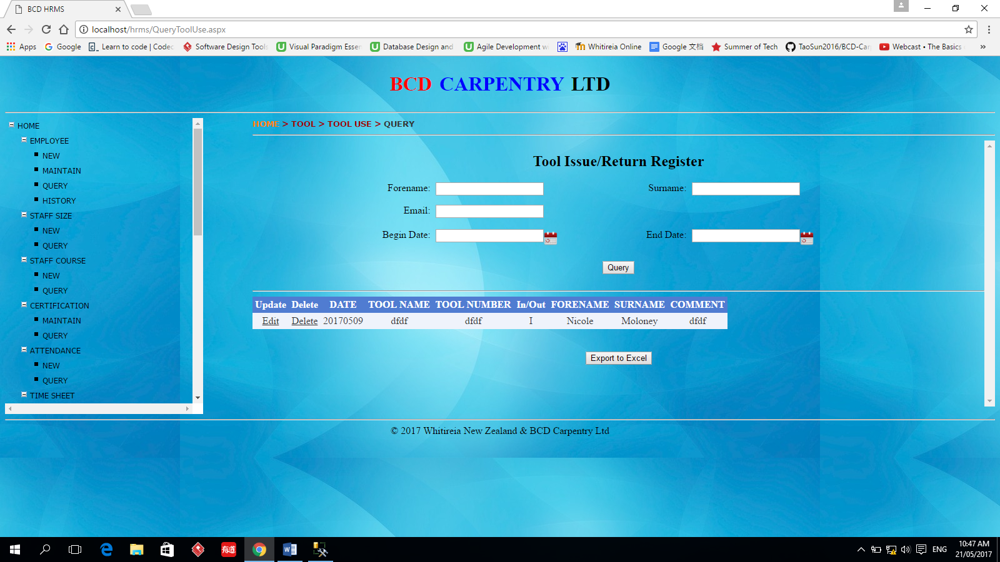 BCD HRMS
localhost/hrms/QueryToolUse.aspx
Apps Google Learn to code | Codec Software Design Tools Visual Paradigm Essen Database Design and Agile Development w Whitireia Online Google 文档 Summer of Tech TaoSun2016/BCD-Car Webcast • The Basics »
BCD CARPENTRY LTD
HOME
EMPLOYEE
NEW
MAINTAIN
QUERY
HISTORY
STAFF SIZE
NEW
QUERY
STAFF COURSE
NEW
QUERY
CERTIFICATION
MAINTAIN
QUERY
ATTENDANCE
NEW
QUERY
TIME SHEET
HOME > TOOL > TOOL USE > QUERY
Tool Issue/Return Register
Forename: Surname:
Email:
Begin Date: End Date:
Query
Update Delete DATE TOOL NAME TOOL NUMBER In/Out FORENAME SURNAME COMMENT
Edit Delete 20170509 dfdf dfdf I Nicole Moloney dfdf
Export to Excel
© 2017 Whitireia New Zealand & BCD Carpentry Ltd
有道
ENG
10:47 AM
21/05/2017